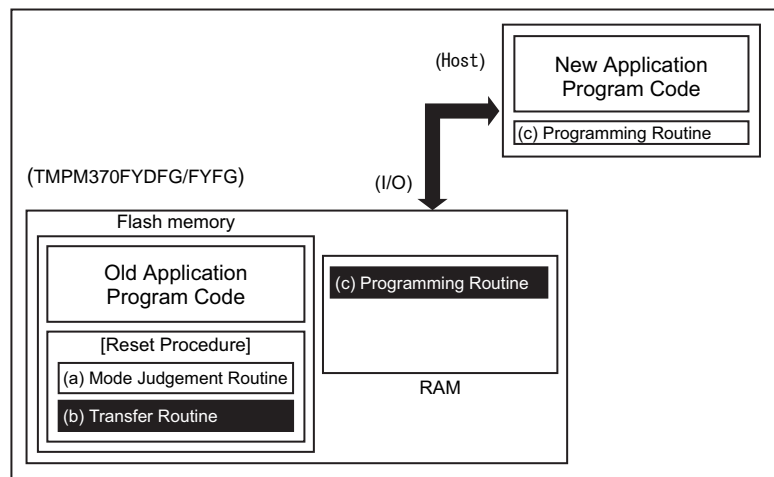 (Host)
New Application
Program Code
(c) Programming Routine
(TMPM370FYDFG/FYFG)
(I/O)
Flash memory
Old Application
Program Code
[Reset Procedure]
(a) Mode Judgement Routine
(b) Transfer Routine
(c) Programming Routine
RAM